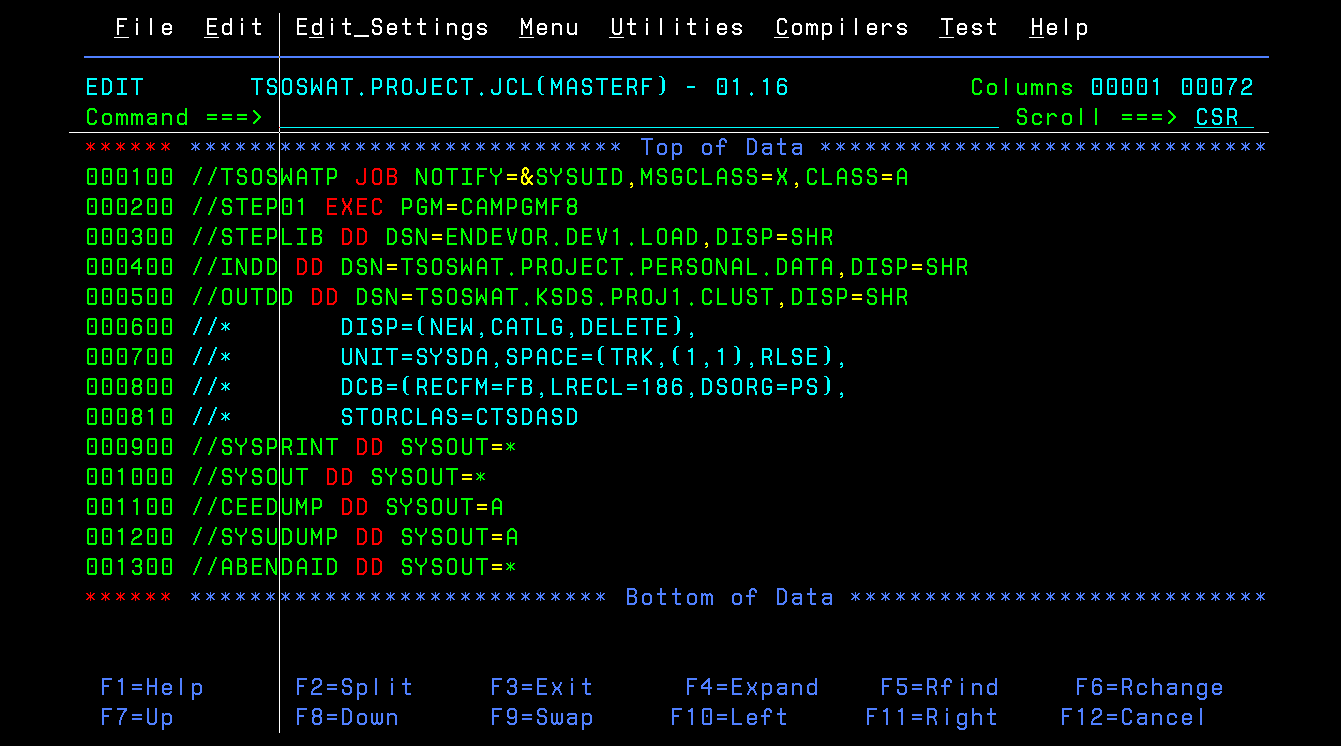 File Edit Edit_Settings Menu Utilities Compilers Test Help
EDIT TSOSWAT.PROJECT.JCL(MASTERF) - 01.16 Columns 00001 00072
Command ===> Scroll ===> CSR
****** ***************************** Top of Data ******************************
000100 //TSOSWATP JOB NOTIFY=&SYSUID,MSGCLASS=X,CLASS=A
000200 //STEP01 EXEC PGM=CAMPGMF8
000300 //STEPLIB DD DSN=ENDEVOR.DEV1.LOAD,DISP=SHR
000400 //INDD DD DSN=TSOSWAT.PROJECT.PERSONAL.DATA,DISP=SHR
000500 //OUTDD DD DSN=TSOSWAT.KSDS.PROJ1.CLUST,DISP=SHR
000600 //* DISP=(NEW,CATLG,DELETE),
000700 //* UNIT=SYSDA,SPACE=(TRK,(1,1),RLSE),
000800 //* DCB=(RECFM=FB,LRECL=186,DSORG=PS),
000810 //* STORCLAS=CTSDASD
000900 //SYSPRINT DD SYSOUT=*
001000 //SYSOUT DD SYSOUT=*
001100 //CEEDUMP DD SYSOUT=A
001200 //SYSUDUMP DD SYSOUT=A
001300 //ABENDAID DD SYSOUT=*
****** **************************** Bottom of Data ****************************
F1=Help F2=Split F3=Exit F4=Expand F5=Rfind F6=Rchange
F7=Up F8=Down F9=Swap F10=Left F11=Right F12=Cancel